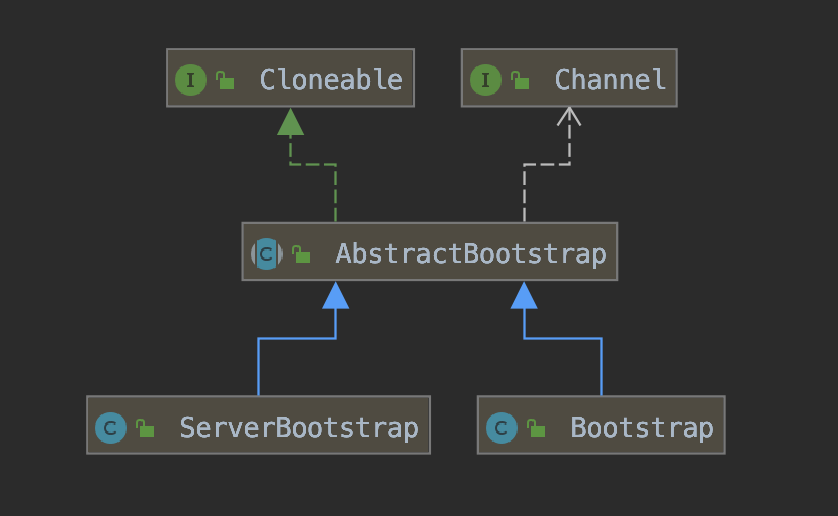 I Cloneable
I Channel
C AbstractBootstrap
C ServerBootstrap
C Bootstrap